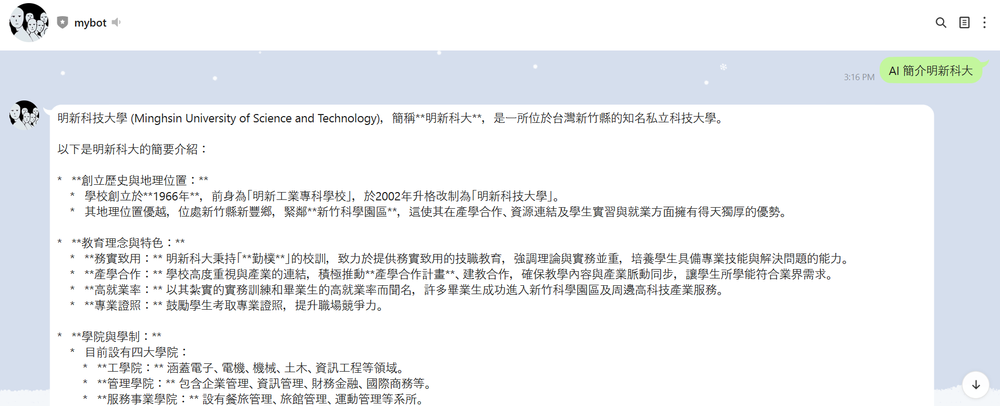 mybot
AI 簡介明新科大
3:16 PM
明新科技大學 (Minghsin University of Science and Technology)，簡稱**明新科大**，是一所位於台灣新竹縣的知名私立科技大學。
以下是明新科大的簡要介紹：
* **創立歷史與地理位置：**
* 學校創立於**1966年**，前身為「明新工業專科學校」，於2002年升格改制為「明新科技大學」。
* 其地理位置優越，位處新竹縣新豐鄉，緊鄰**新竹科學園區**，這使其在產學合作、資源連結及學生實習與就業方面擁有得天獨厚的優勢。
* **教育理念與特色：**
* **務實致用：** 明新科大秉持「**勤樸**」的校訓，致力於提供務實致用的技職教育，強調理論與實務並重，培養學生具備專業技能與解決問題的能力。
* **產學合作：** 學校高度重視與產業的連結，積極推動**產學合作計畫**、建教合作，確保教學內容與產業脈動同步，讓學生所學能符合業界需求。
* **高就業率：** 以其紮實的實務訓練和畢業生的高就業率而聞名，許多畢業生成功進入新竹科學園區及周邊高科技產業服務。
* **專業證照：** 鼓勵學生考取專業證照，提升職場競爭力。
* **學院與學制：**
* 目前設有四大學院：
* **工學院：** 涵蓋電子、電機、機械、土木、資訊工程等領域。
* **管理學院：** 包含企業管理、資訊管理、財務金融、國際商務等。
* **服務事業學院：** 設有餐旅管理、旅館管理、運動管理等系所。